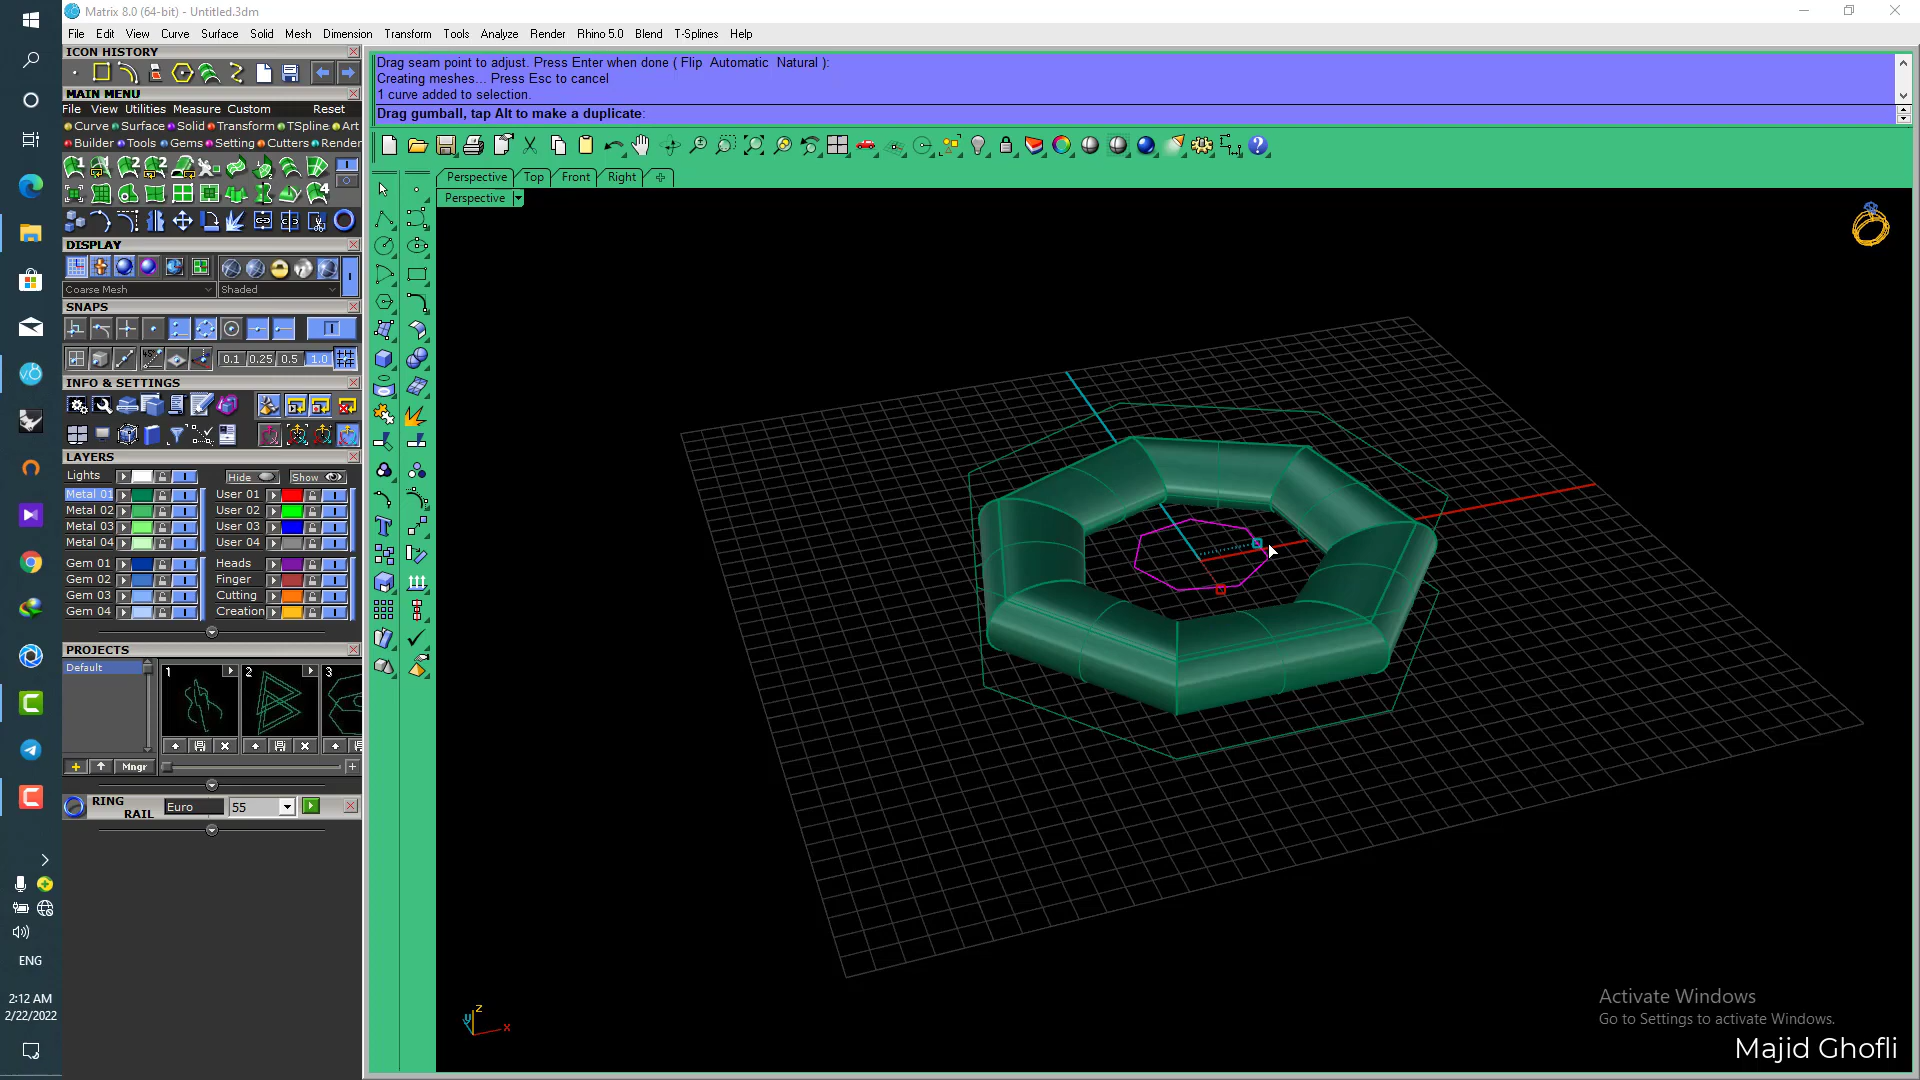 Matrix 8.0 (64-bit) - Untitled.3dm
File Edit View Curve Surface Solid Mesh Dimension Transform Tools Analyze Render Rhino 5.0 Blend T-Splines Help
ICON HISTORY
MAIN MENU
File View Utilities Measure Custom Reset
Curve Surface Solid Transform TSpline Art
Builder Tools Gems Setting Cutters Render
DISPLAY
Coarse Mesh Shaded
SNAPS
0.1 0.25 0.5 1.0
INFO & SETTINGS
LAYERS
Lights Hide Show
Metal 01 User 01
Metal 02 User 02
Metal 03 User 03
Metal 04 User 04
Gem 01 Heads
Gem 02 Finger
Gem 03 Cutting
Gem 04 Creation
PROJECTS
Default
1 2 3
Mngr
RING RAIL Euro 55
Drag seam point to adjust. Press Enter when done ( Flip Automatic Natural ):
Creating meshes... Press Esc to cancel
1 curve added to selection.
Drag gumball, tap Alt to make a duplicate:
Perspective Top Front Right
Perspective
z
y
x
ENG
2:12 AM
2/22/2022
Activate Windows
Go to Settings to activate Windows.
Majid Ghofli